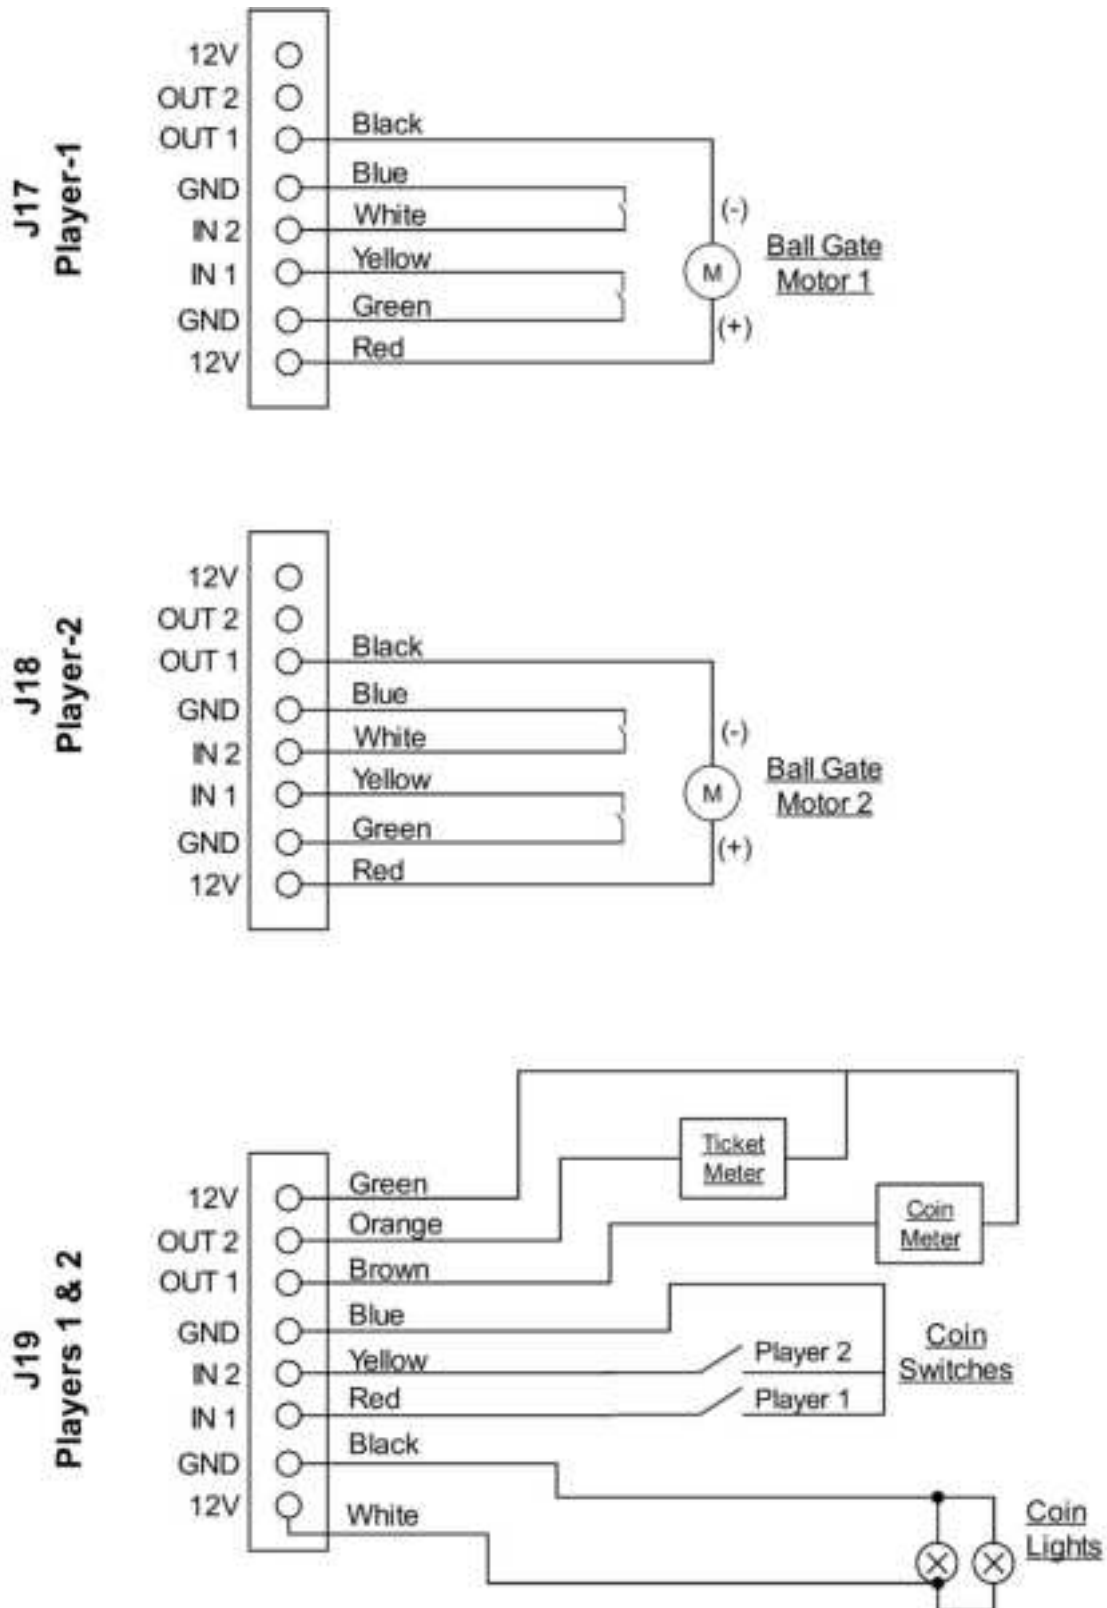 J17
Player-1
12V
OUT 2
OUT 1
GND
IN 2
IN 1
GND
12V
Black
Blue
White
Yellow
Green
Red
(-)
M
(+)
Ball Gate
Motor 1
J18
Player-2
12V
OUT 2
OUT 1
GND
IN 2
IN 1
GND
12V
Black
Blue
White
Yellow
Green
Red
(-)
M
(+)
Ball Gate
Motor 2
J19
Players 1 & 2
12V
OUT 2
OUT 1
GND
IN 2
IN 1
GND
12V
Green
Orange
Brown
Blue
Yellow
Red
Black
White
Ticket
Meter
Coin
Meter
Player 2
Player 1
Coin
Switches
Coin
Lights